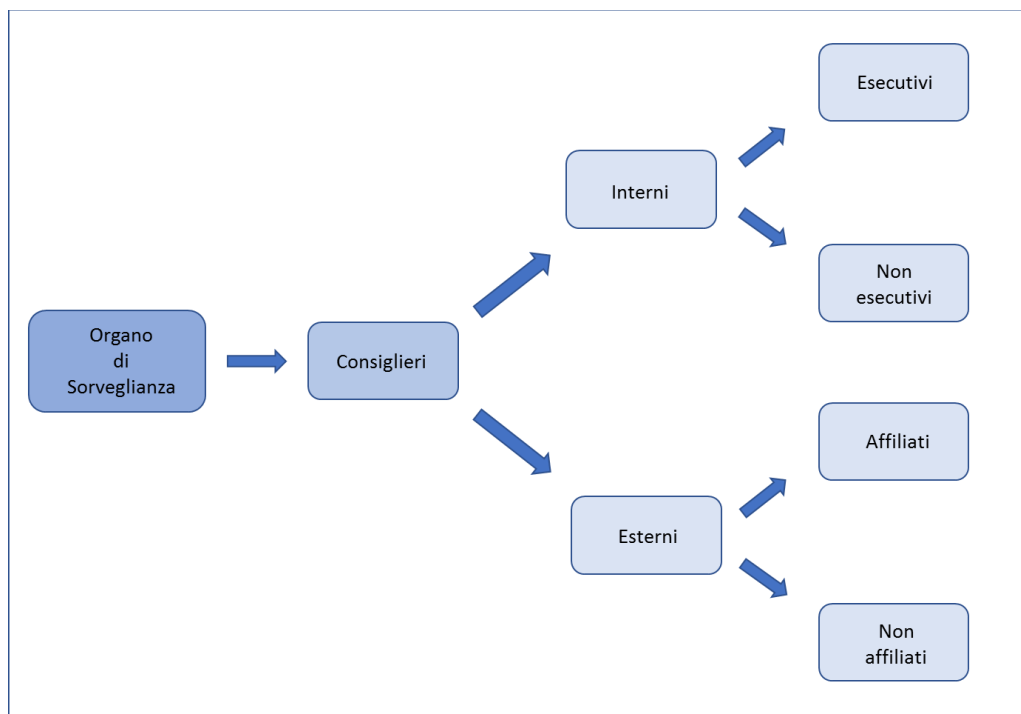 Organo
di
Sorveglianza
Consiglieri
Interni
Esecutivi
Non
esecutivi
Esterni
Affiliati
Non
affiliati